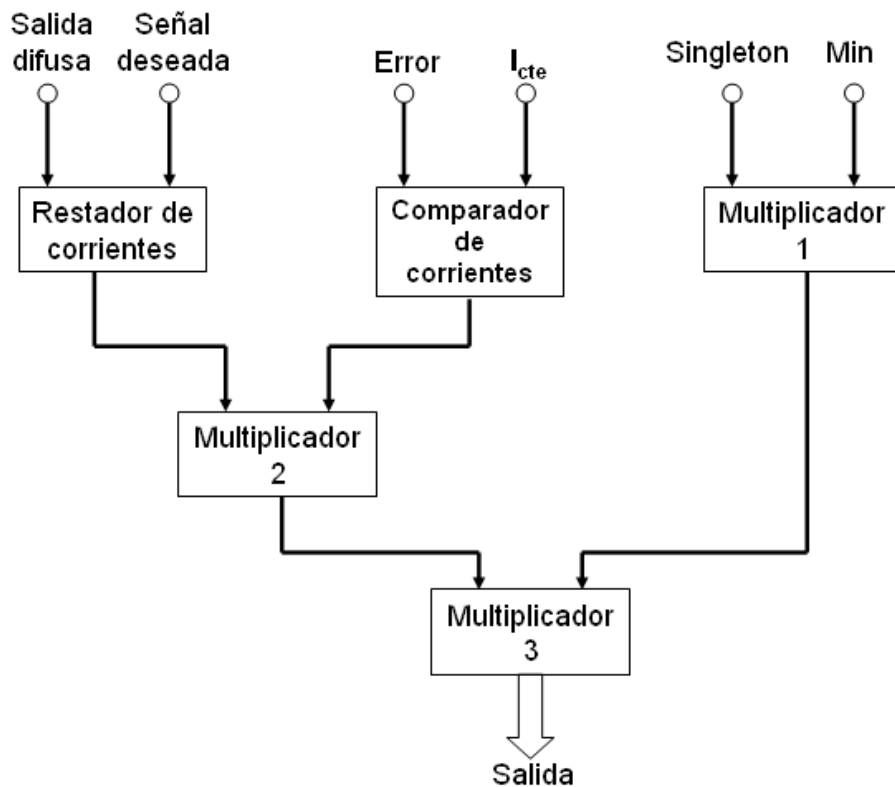 Salida
difusa
Señal
deseada
Error
Icte
Singleton
Min
Restador de
corrientes
Comparador
de
corrientes
Multiplicador
1
Multiplicador
2
Multiplicador
3
Salida